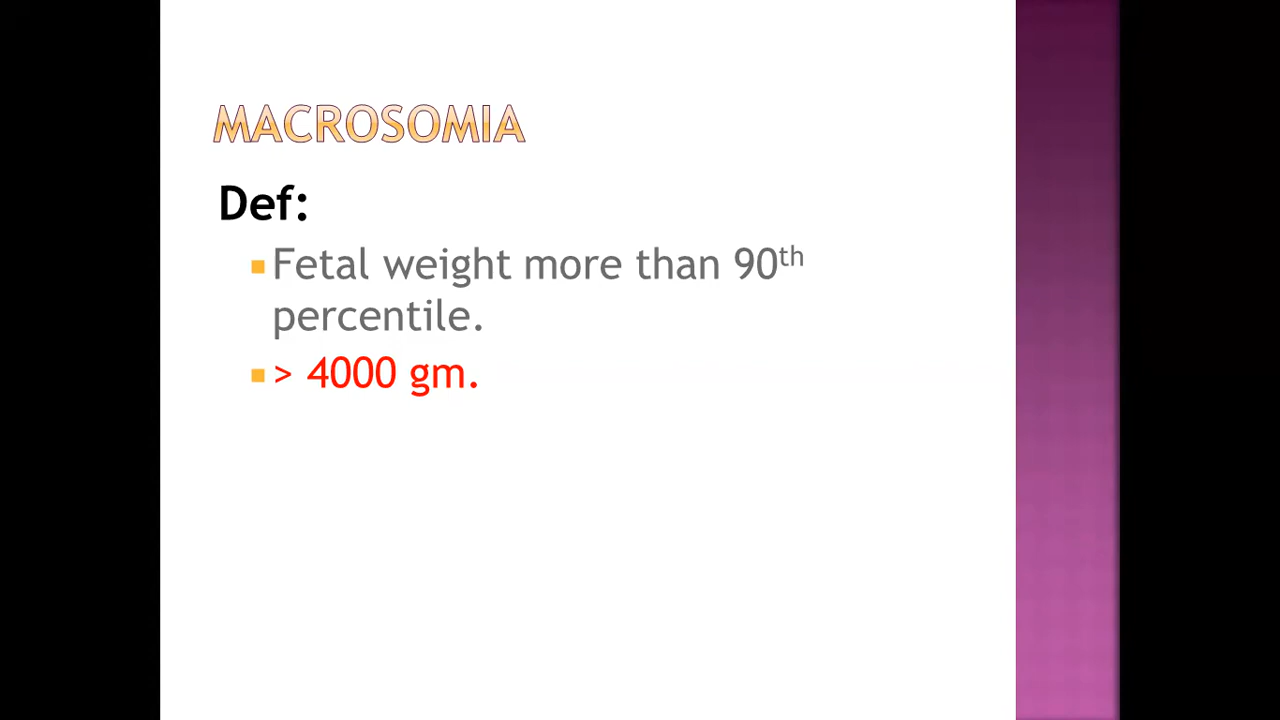 MACROSOMIA
Def:
Fetal weight more than 90th
percentile.
> 4000 gm.